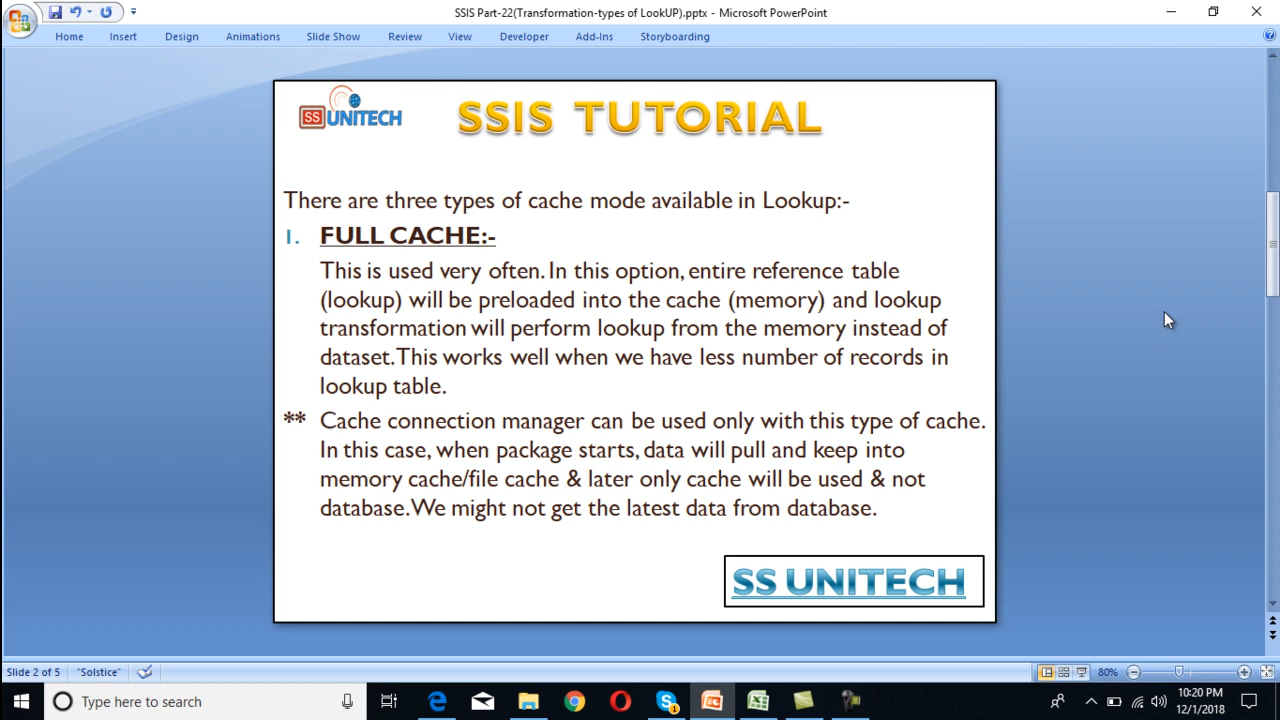 SSIS Part-22(Transformation-types of LookUP).pptx - Microsoft PowerPoint
Home Insert Design Animations Slide Show Review View Developer Add-Ins Storyboarding
SS UNITECH
SSIS TUTORIAL
There are three types of cache mode available in Lookup:-
1. FULL CACHE:-
This is used very often. In this option, entire reference table
(lookup) will be preloaded into the cache (memory) and lookup
transformation will perform lookup from the memory instead of
dataset. This works well when we have less number of records in
lookup table.
** Cache connection manager can be used only with this type of cache.
In this case, when package starts, data will pull and keep into
memory cache/file cache & later only cache will be used & not
database. We might not get the latest data from database.
SS UNITECH
Slide 2 of 5 "Solstice" 80%
Type here to search
10:20 PM
12/1/2018